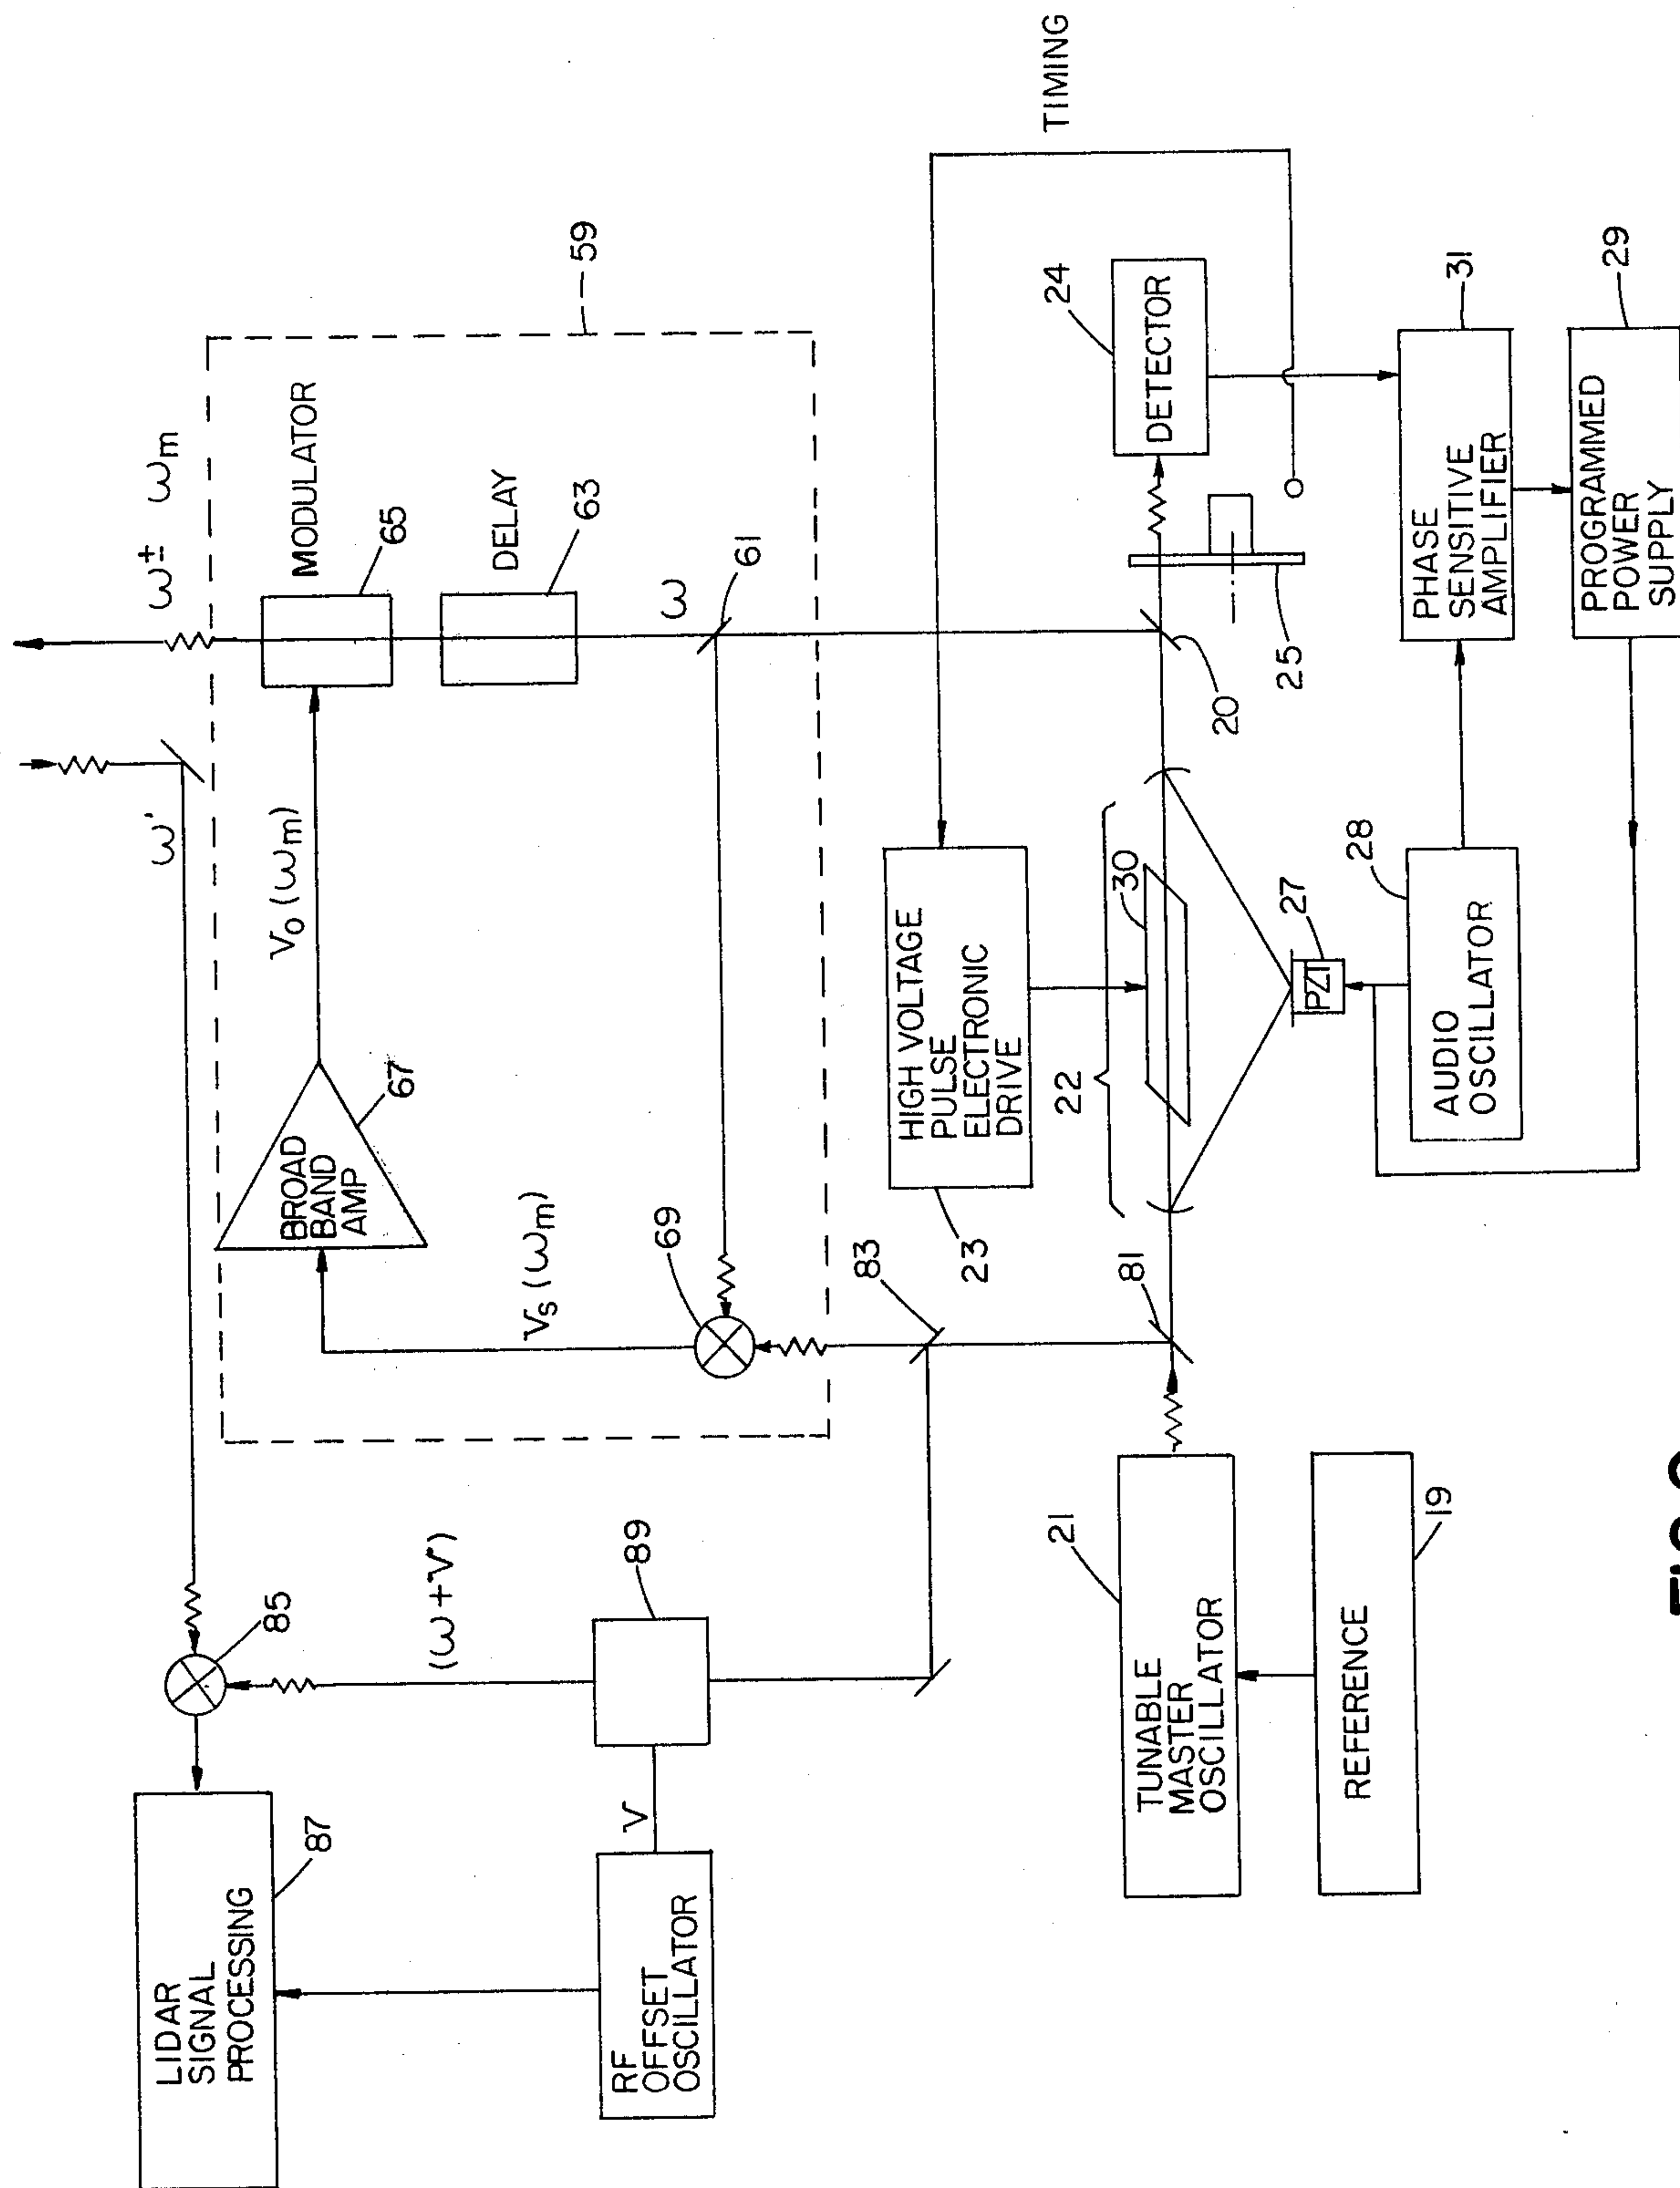 TIMING
59
ω ± ωm
MODULATOR
65
DELAY
63
ω
61
ω'
Vo (ωm)
BROAD
BAND
AMP
67
Vs (ωm)
69
24
DETECTOR
25
20
31
PHASE
SENSITIVE
AMPLIFIER
29
PROGRAMMED
POWER
SUPPLY
HIGH VOLTAGE
PULSE
ELECTRONIC
DRIVE
23
22
30
27
PZT
28
AUDIO
OSCILLATOR
83
81
85
(ω+ν)
89
ν
87
LIDAR
SIGNAL
PROCESSING
RF
OFFSET
OSCILLATOR
21
TUNABLE
MASTER
OSCILLATOR
19
REFERENCE